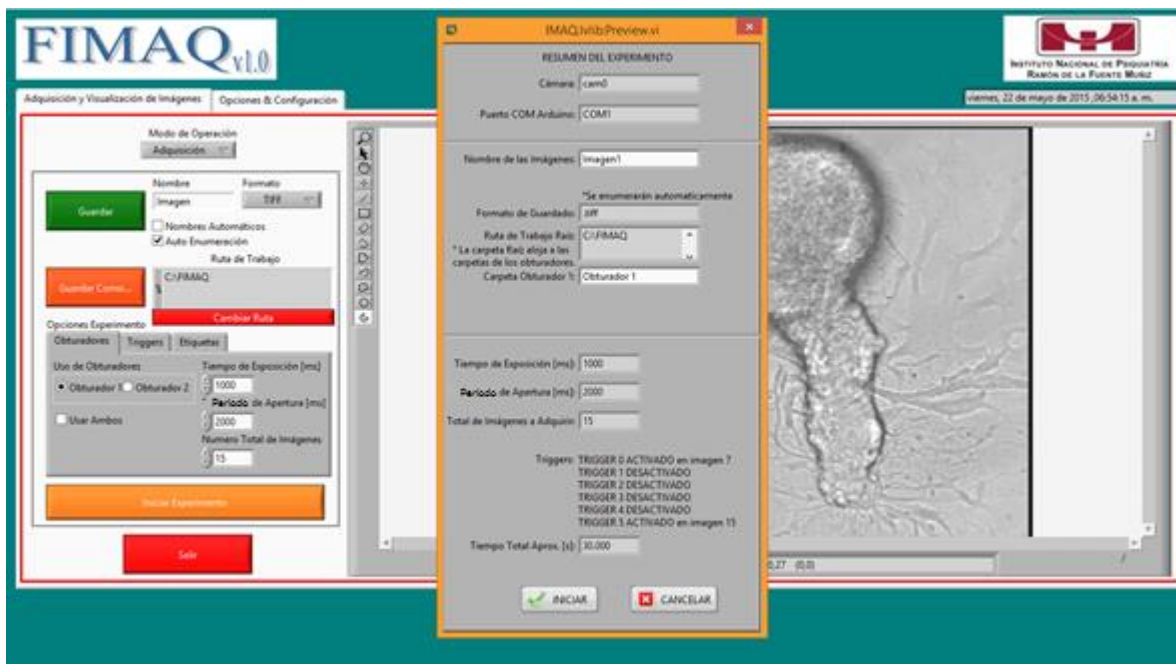 FIMAQ v1.0
INSTITUTO NACIONAL DE PSIQUIATRÍA
RAMÓN DE LA FUENTE MUÑIZ
Adquisición y Visualización de Imágenes
Opciones & Configuración
viernes, 22 de mayo de 2015 ,06:54:15 a. m.
Modo de Operación
Adquisición
Guardar
Nombre
Formato
Imagen
TIFF
Nombres Automáticos
Auto Enumeración
Ruta de Trabajo
Guardar Como...
C:\FIMAQ
Cambiar Ruta
Opciones Experimento
Obturadores
Triggers
Etiquetas
Uso de Obturadores
Obturador 1
Obturador 2
Usar Ambos
Tiempo de Exposición [ms]
1000
Periodo de Apertura [ms]
2000
Numero Total de Imágenes
15
Iniciar Experimento
Salir
IMAQ.lvlib:Preview.vi
RESUMEN DEL EXPERIMENTO
Cámara: cam0
Puerto COM Arduino: COM1
Nombre de las Imágenes: Imagen1
*Se enumerarán automaticamente
Formato de Guardado: .tiff
Ruta de Trabajo Raíz: C:\FIMAQ
* La carpeta Raíz aloja a las
carpetas de los obturadores.
Carpeta Obturador 1: Obturador 1
Tiempo de Exposición [ms]: 1000
Periodo de Apertura [ms]: 2000
Total de Imágenes a Adquirir: 15
Triggers: TRIGGER 0 ACTIVADO en imagen 7
TRIGGER 1 DESACTIVADO
TRIGGER 2 DESACTIVADO
TRIGGER 3 DESACTIVADO
TRIGGER 4 DESACTIVADO
TRIGGER 5 ACTIVADO en imagen 15
Tiempo Total Aprox. [s]: 30.000
INICIAR
CANCELAR
(0,0)